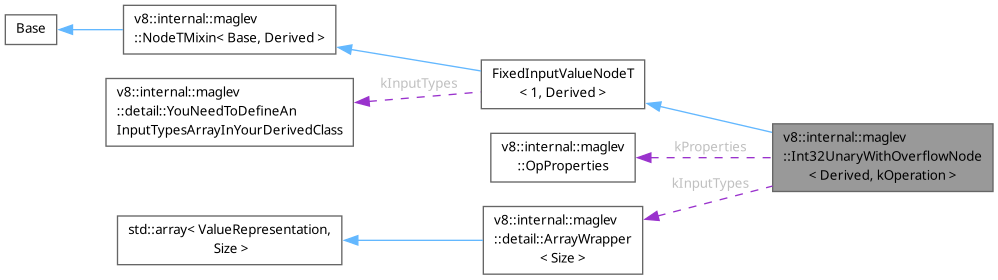 Base
v8::internal::maglev
::NodeTMixin< Base, Derived >
v8::internal::maglev
::detail::YouNeedToDefineAn
InputTypesArrayInYourDerivedClass
kInputTypes
FixedInputValueNodeT
< 1, Derived >
v8::internal::maglev
::OpProperties
kProperties
kInputTypes
v8::internal::maglev
::Int32UnaryWithOverflowNode
< Derived, kOperation >
std::array< ValueRepresentation,
Size >
v8::internal::maglev
::detail::ArrayWrapper
< Size >